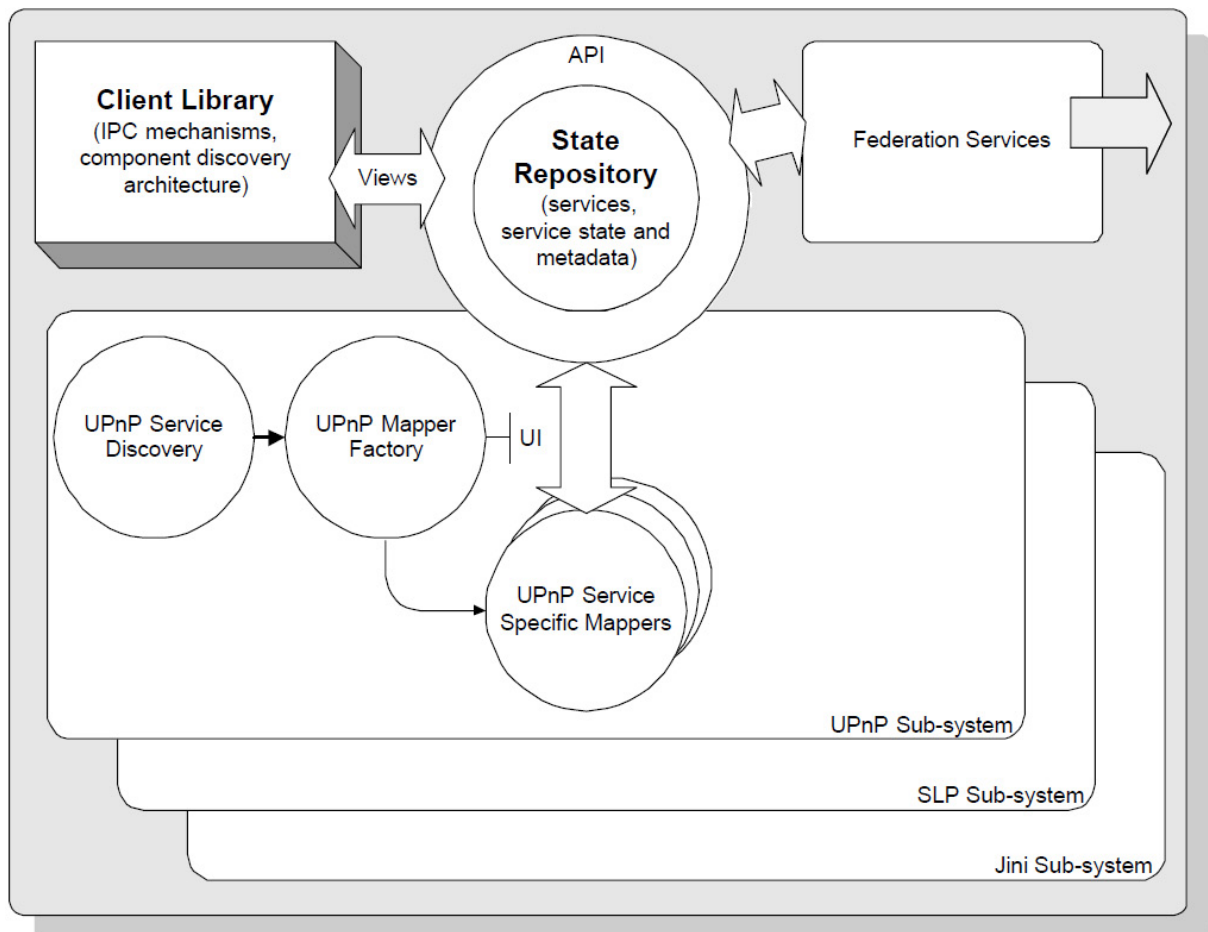 API
Client Library
(IPC mechanisms,
component discovery
architecture)
Views
State
Repository
(services,
service state and
metadata)
Federation Services
UPnP Service
Discovery
UPnP Mapper
Factory
UI
UPnP Service
Specific Mappers
UPnP Sub-system
SLP Sub-system
Jini Sub-system